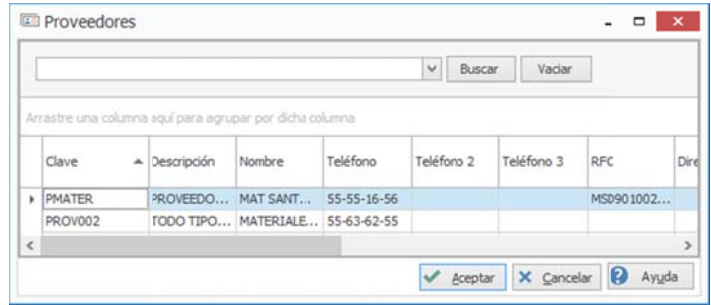 Proveedores
Buscar Vaciar
Arrastre una columna aquí para agrupar por dicha columna
Clave Descripción Nombre Teléfono Teléfono 2 Teléfono 3 RFC Dire
PMATER PROVEEDO... MAT SANT... 55-55-16-56 MSD901002...
PROV002 TODO TIPO... MATERIALE... 55-63-62-55
Aceptar Cancelar Ayuda